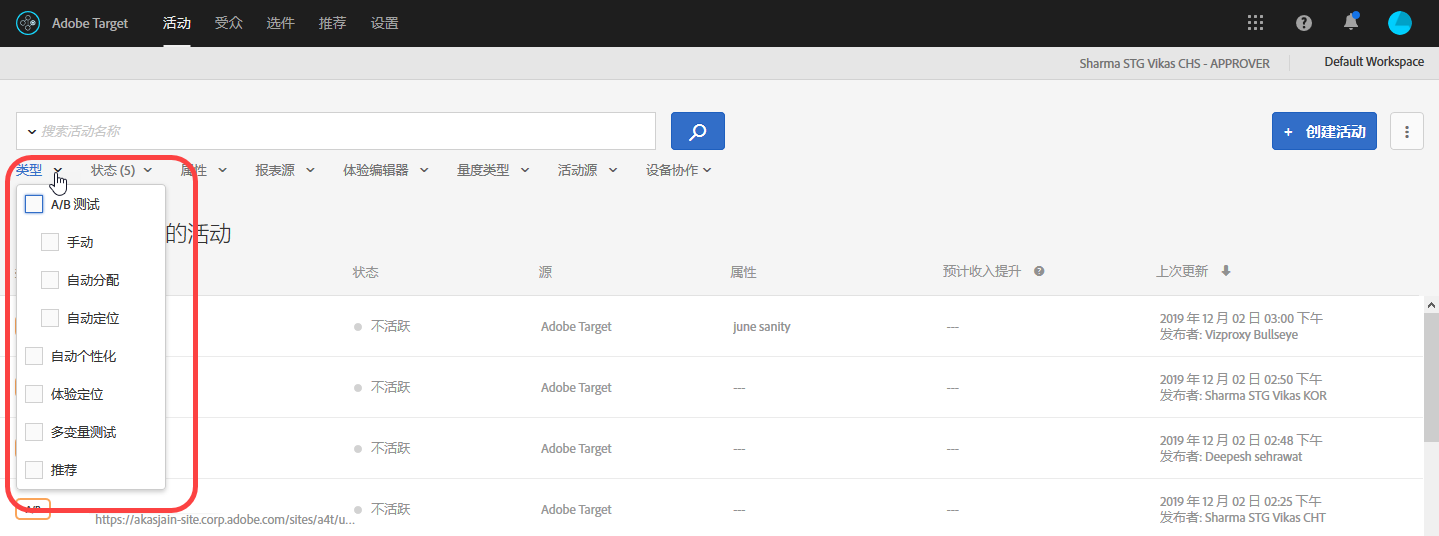 Adobe Target 活动 受众 选件 推荐 设置
Sharma STG Vikas CHS - APPROVER Default Workspace
搜索活动名称
+ 创建活动
类型 状态 (5) 属性 报表源 体验编辑器 量度类型 活动源 设备协作
A/B 测试
手动
自动分配
自动定位
自动个性化
体验定位
多变量测试
推荐
的活动
状态 源 属性 预计收入提升 上次更新
不活跃 Adobe Target june sanity --- 2019 年 12 月 02 日 03:00 下午
发布者: Vizproxy Bullseye
不活跃 Adobe Target --- --- 2019 年 12 月 02 日 02:50 下午
发布者: Sharma STG Vikas KOR
不活跃 Adobe Target --- --- 2019 年 12 月 02 日 02:48 下午
发布者: Deepesh sehrawat
不活跃 Adobe Target --- --- 2019 年 12 月 02 日 02:25 下午
发布者: Sharma STG Vikas CHT
https://akasjain-site.corp.adobe.com/sites/a4t/u...